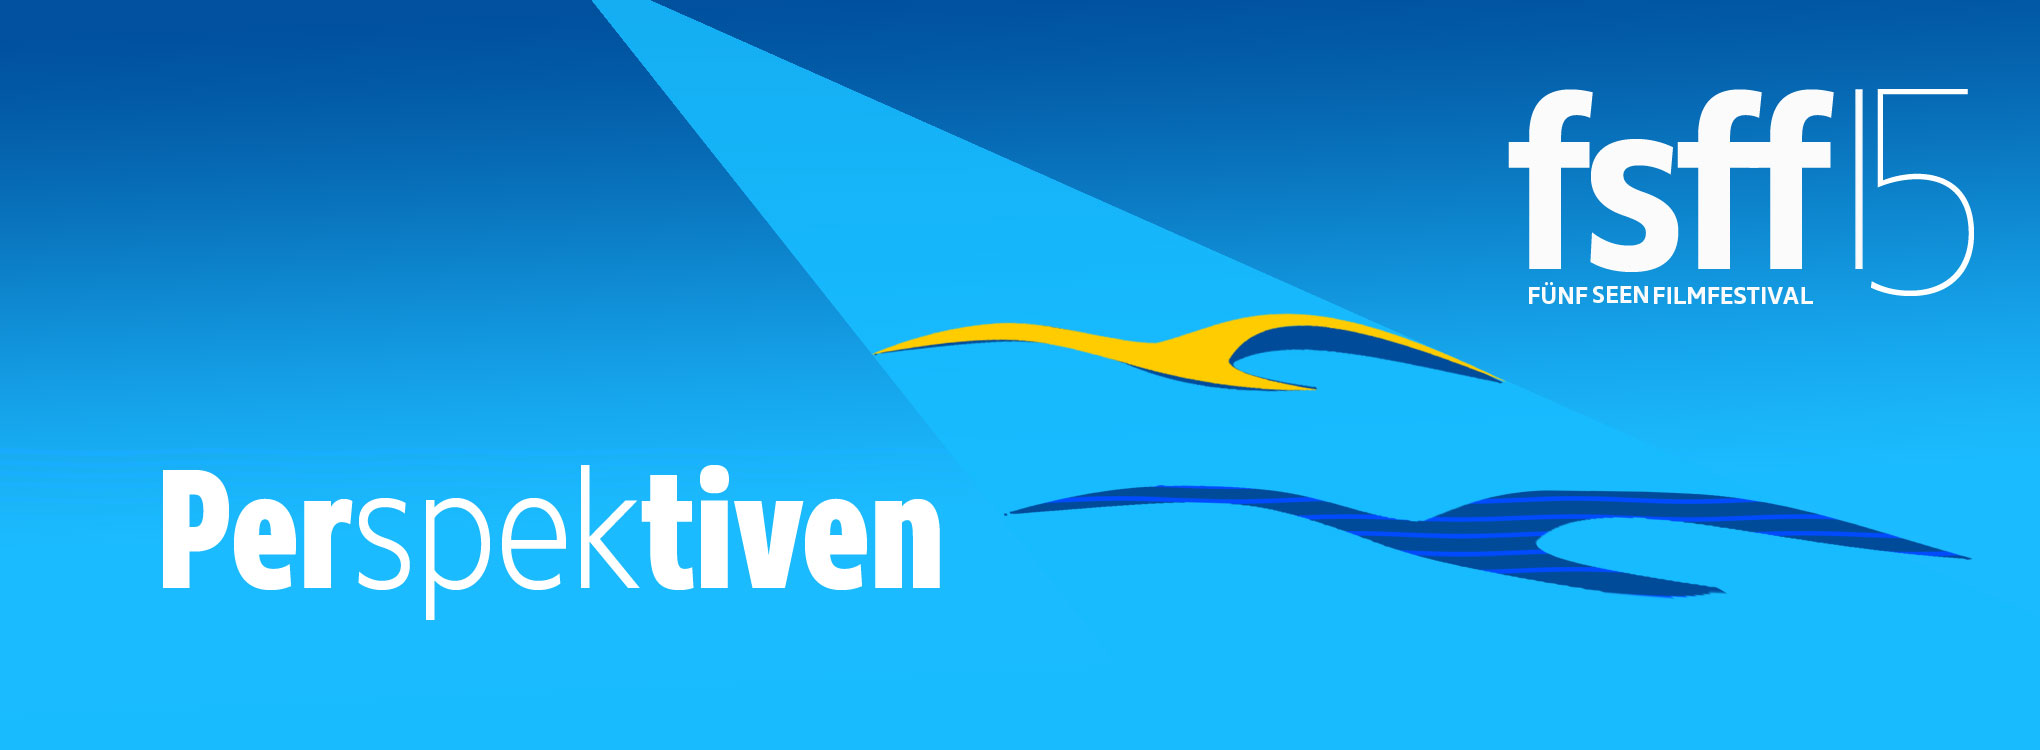 fsff15
FÜNF SEEN FILMFESTIVAL
Perspektiven